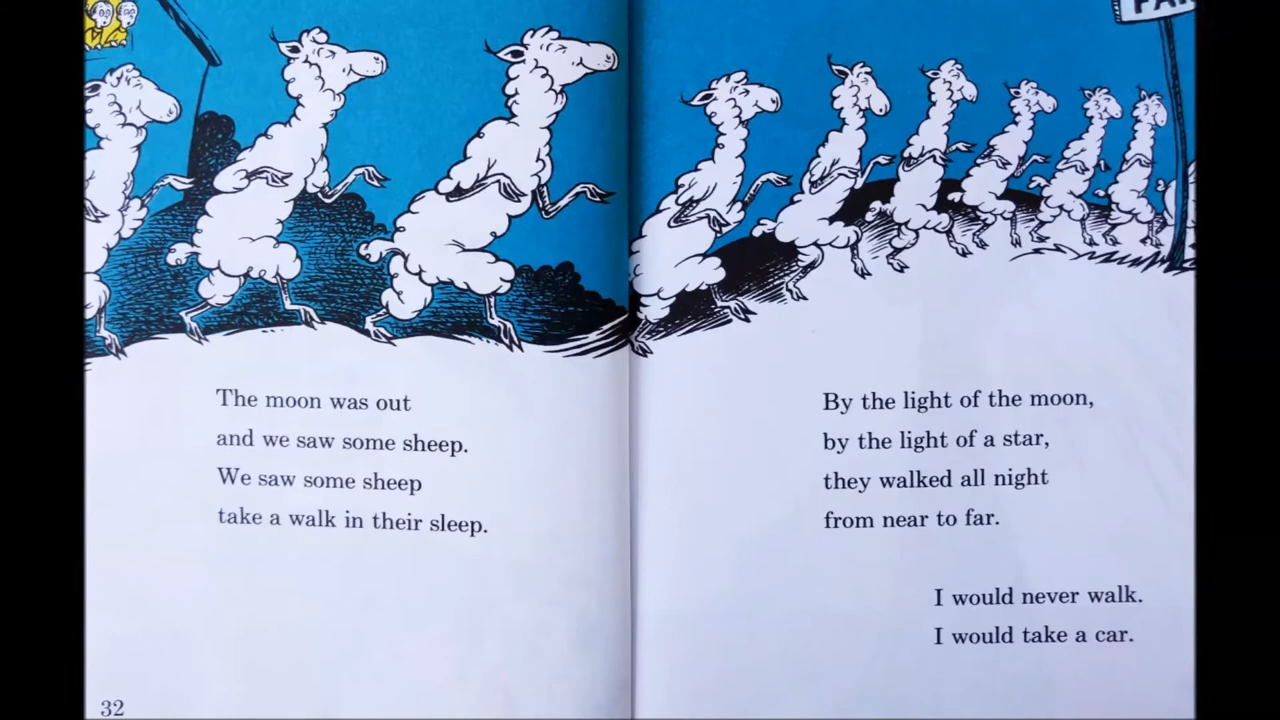 The moon was out
and we saw some sheep.
We saw some sheep
take a walk in their sleep.
By the light of the moon,
by the light of a star,
they walked all night
from near to far.
I would never walk.
I would take a car.
32